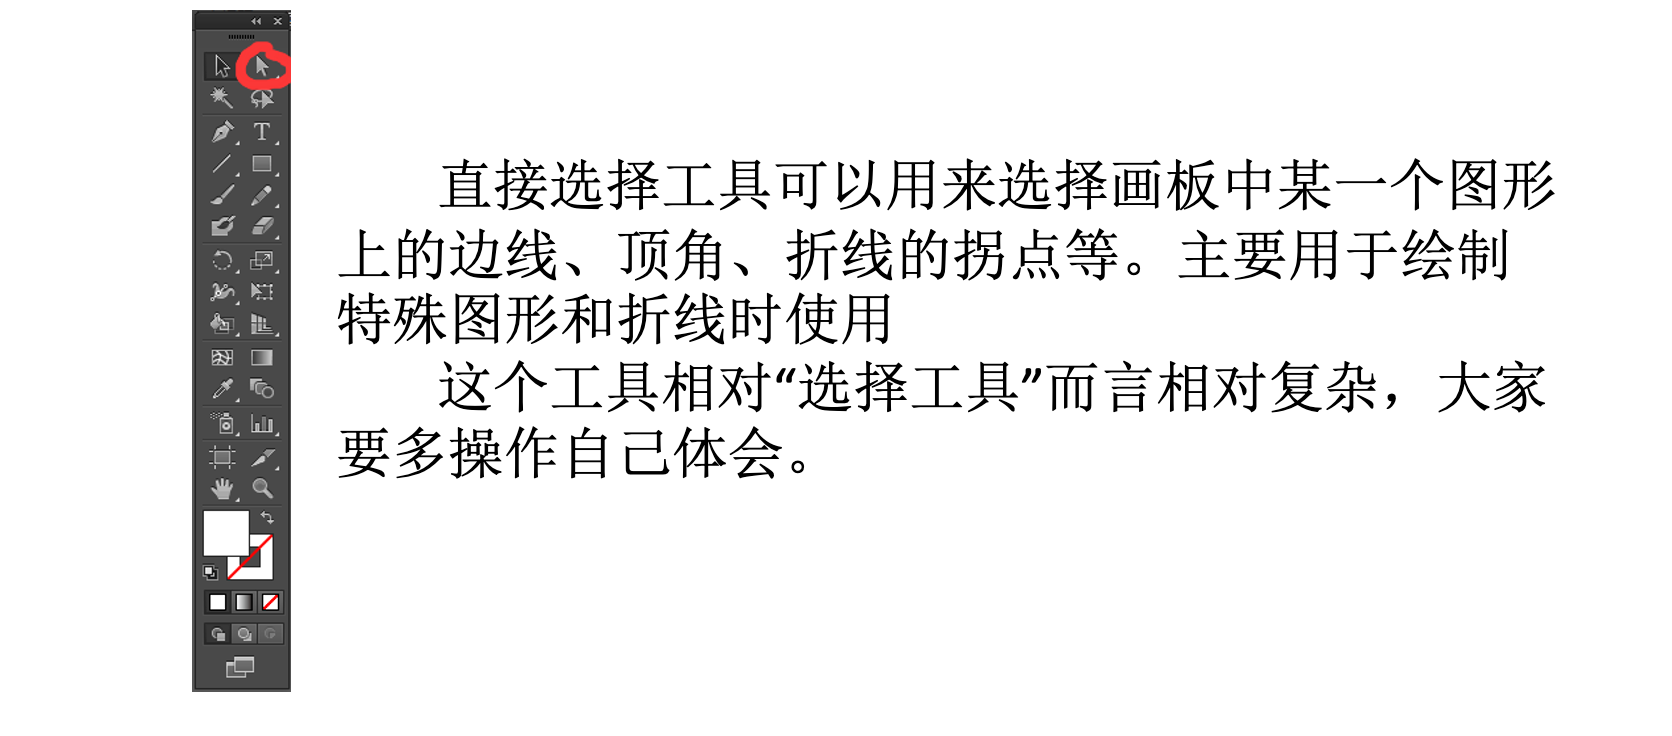 直接选择工具可以用来选择画板中某一个图形
上的边线、顶角、折线的拐点等。主要用于绘制
特殊图形和折线时使用
这个工具相对“选择工具”而言相对复杂，大家
要多操作自己体会。